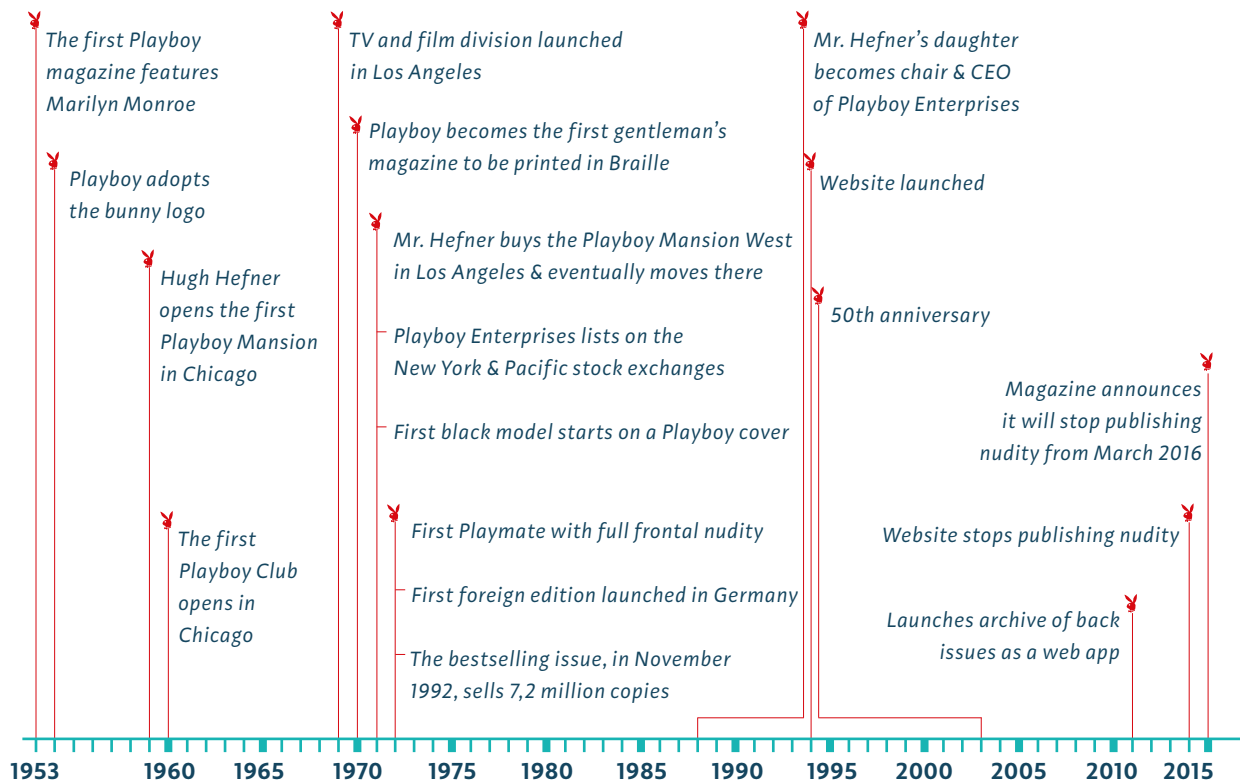 The first Playboy
magazine features
Marilyn Monroe
Playboy adopts
the bunny logo
Hugh Hefner
opens the first
Playboy Mansion
in Chicago
The first
Playboy Club
opens in
Chicago
TV and film division launched
in Los Angeles
Playboy becomes the first gentleman's
magazine to be printed in Braille
Mr. Hefner buys the Playboy Mansion West
in Los Angeles & eventually moves there
Playboy Enterprises lists on the
New York & Pacific stock exchanges
First black model starts on a Playboy cover
First Playmate with full frontal nudity
First foreign edition launched in Germany
The bestselling issue, in November
1992, sells 7,2 million copies
Mr. Hefner's daughter
becomes chair & CEO
of Playboy Enterprises
Website launched
50th anniversary
Magazine announces
it will stop publishing
nudity from March 2016
Website stops publishing nudity
Launches archive of back
issues as a web app
1953 1960 1965 1970 1975 1980 1985 1990 1995 2000 2005 2010 2015